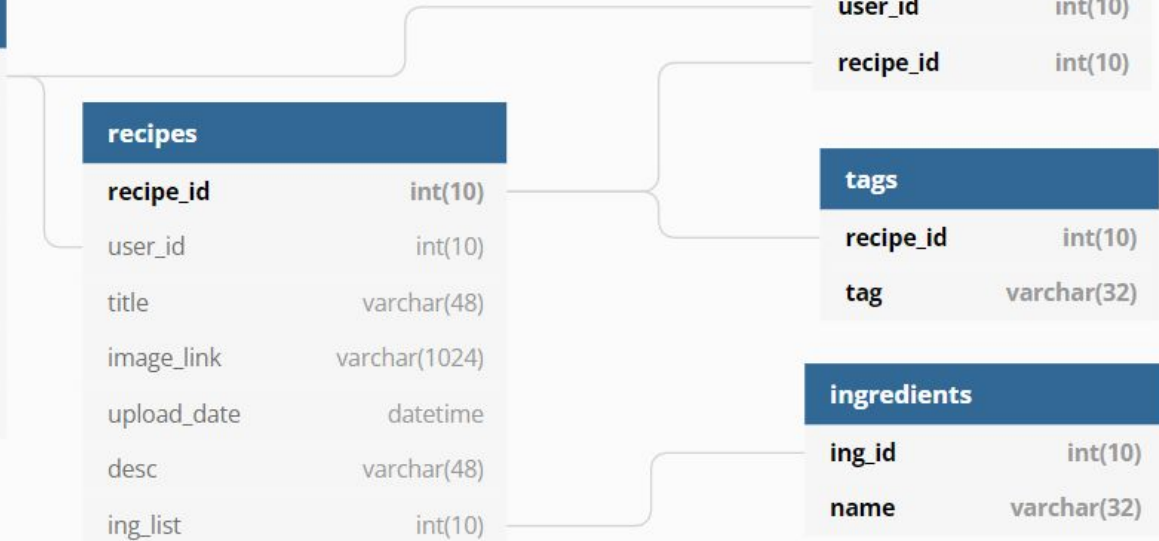 user_id int(10)
recipe_id int(10)
recipes
recipe_id int(10)
user_id int(10)
title varchar(48)
image_link varchar(1024)
upload_date datetime
desc varchar(48)
ing_list int(10)
tags
recipe_id int(10)
tag varchar(32)
ingredients
ing_id int(10)
name varchar(32)